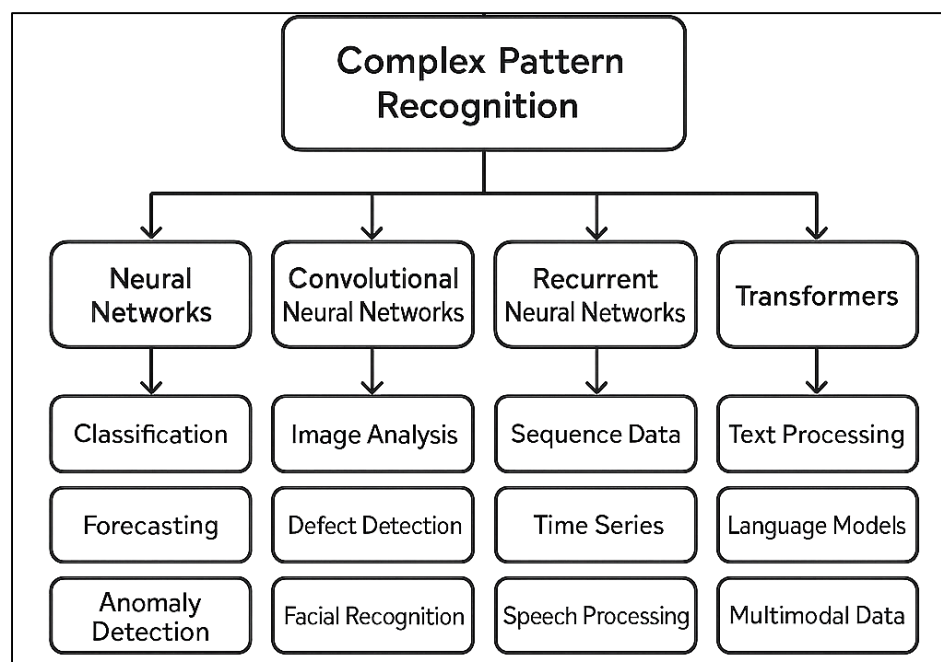 Complex Pattern
Recognition
Neural
Networks
Convolutional
Neural Networks
Recurrent
Neural Networks
Transformers
Classification
Image Analysis
Sequence Data
Text Processing
Forecasting
Defect Detection
Time Series
Language Models
Anomaly
Detection
Facial Recognition
Speech Processing
Multimodal Data